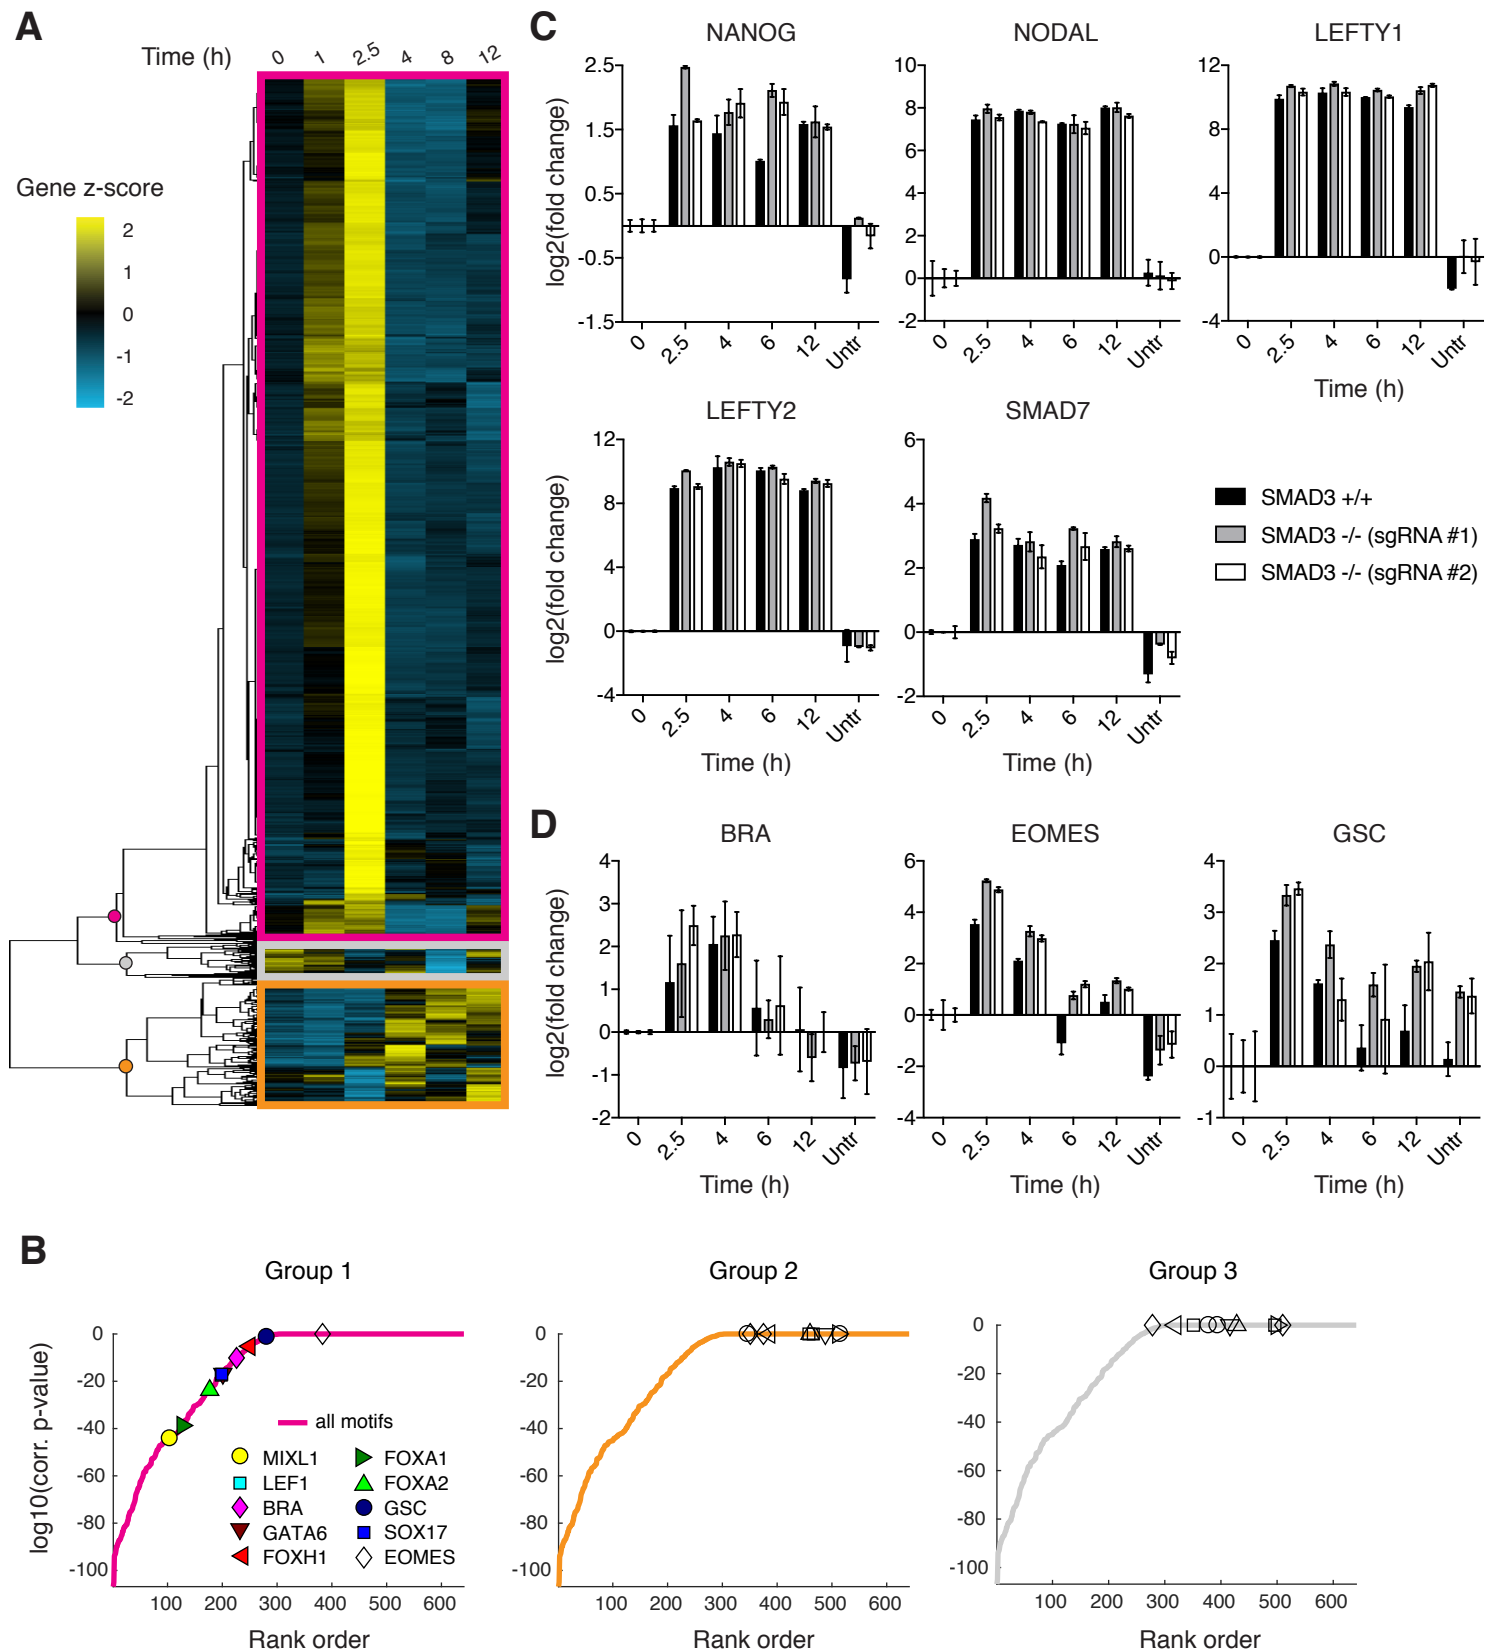 A
Time (h)
0 1 2.5 4 8 12
Gene z-score
2
1
0
-1
-2
C
NANOG
log2(fold change)
2.5
1.5
0.5
-0.5
-1.5
0 2.5 4 6 12 Untr
NODAL
10
8
6
4
2
0
-2
0 2.5 4 6 12 Untr
LEFTY1
12
8
4
0
-4
0 2.5 4 6 12 Untr
Time (h)
LEFTY2
log2(fold change)
12
8
4
0
-4
0 2.5 4 6 12 Untr
Time (h)
SMAD7
6
4
2
0
-2
0 2.5 4 6 12 Untr
Time (h)
SMAD3 +/+
SMAD3 -/- (sgRNA #1)
SMAD3 -/- (sgRNA #2)
D
BRA
log2(fold change)
4
3
2
1
0
-1
-2
0 2.5 4 6 12 Untr
Time (h)
EOMES
6
4
2
0
-2
-4
0 2.5 4 6 12 Untr
Time (h)
GSC
4
3
2
1
0
-1
0 2.5 4 6 12 Untr
Time (h)
B
Group 1
log10(corr. p-value)
0
-20
-40
-60
-80
-100
all motifs
MIXL1
LEF1
BRA
GATA6
FOXH1
FOXA1
FOXA2
GSC
SOX17
EOMES
100 200 300 400 500 600
Rank order
Group 2
0
-20
-40
-60
-80
-100
100 200 300 400 500 600
Rank order
Group 3
0
-20
-40
-60
-80
-100
100 200 300 400 500 600
Rank order